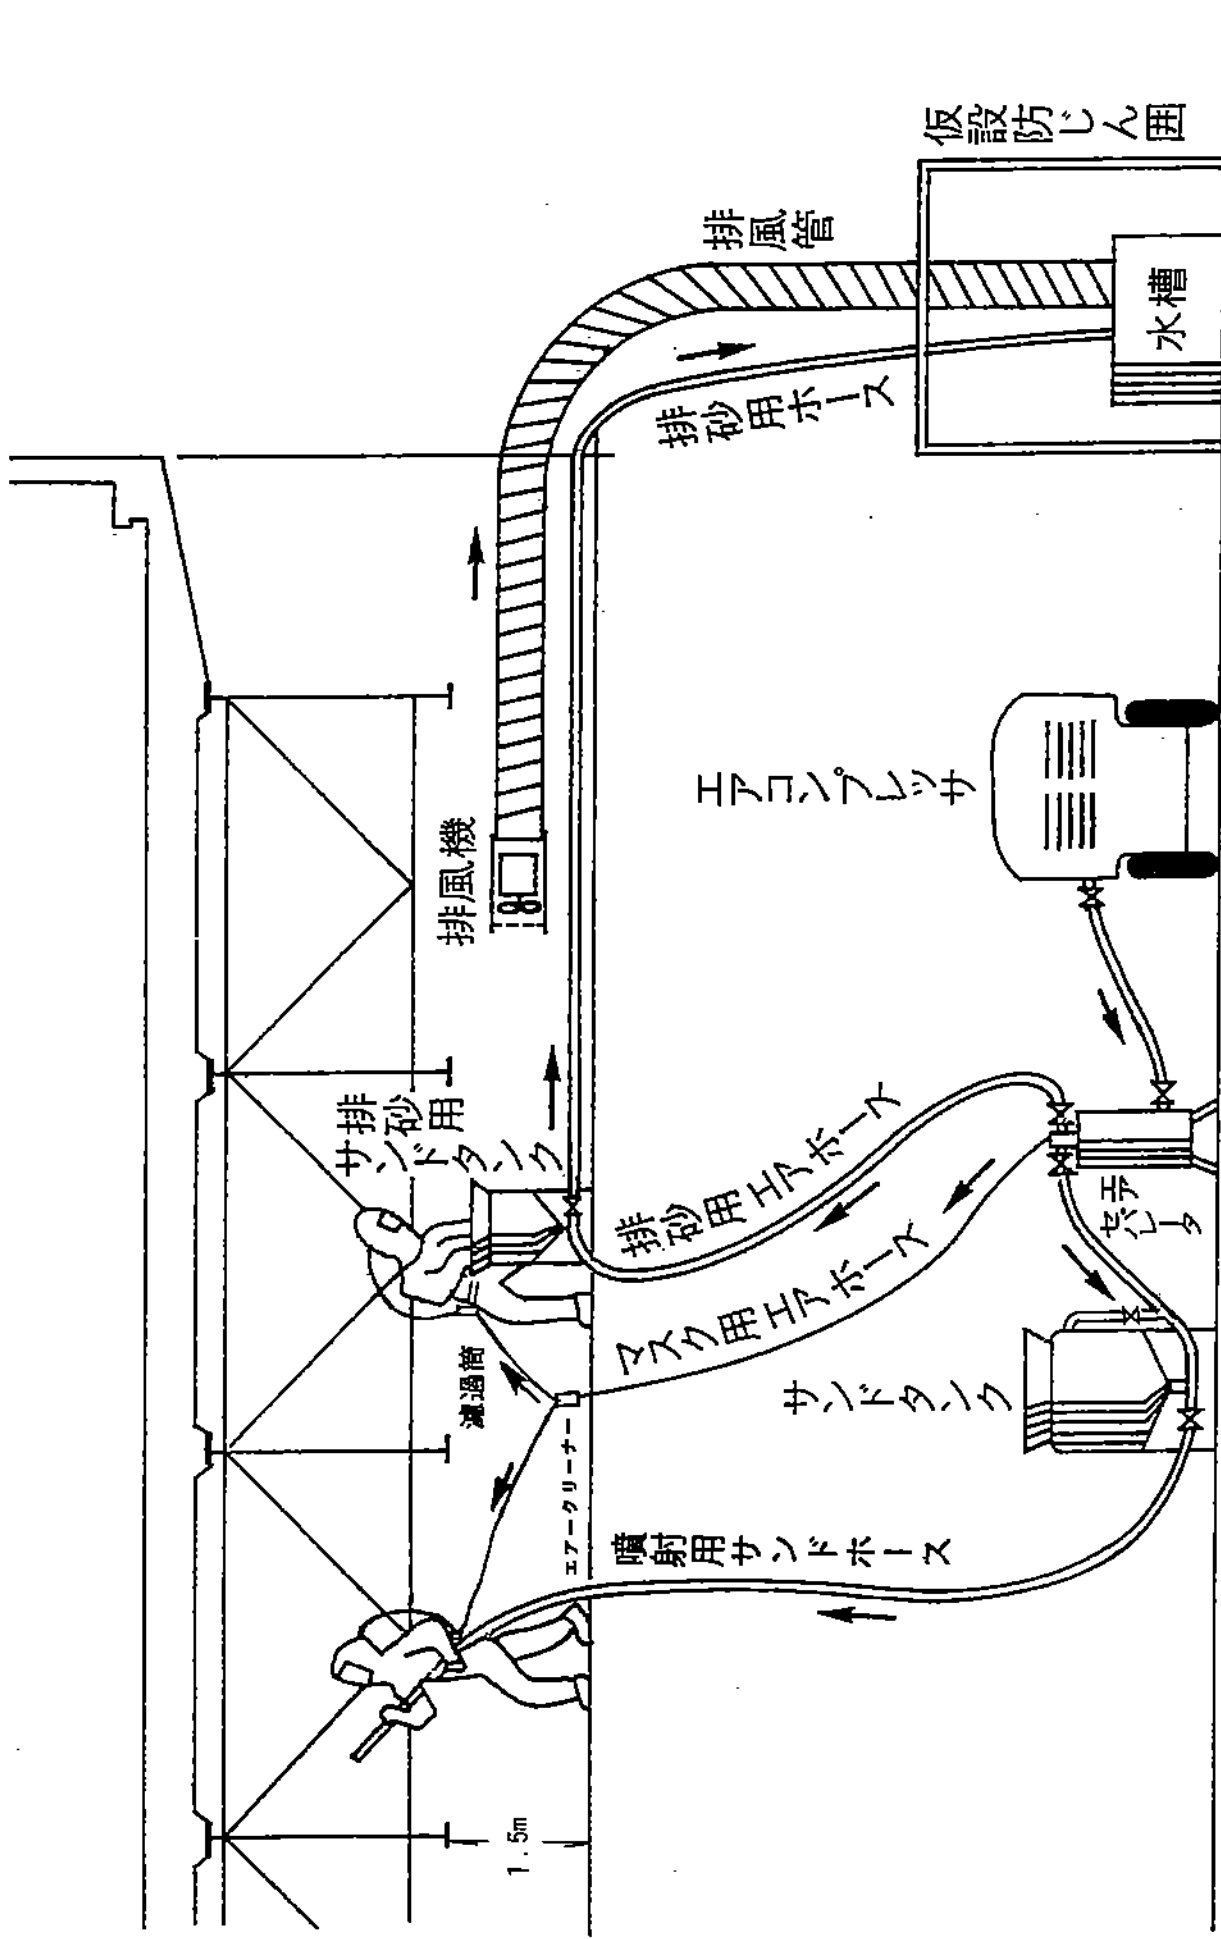 仮設防じん囲
排風管
水槽
排砂用ホース
エアコンプレッサ
排風機
排砂用
サンドタンク
排砂用エアホーケ
マスク用エアホース
エア
セパレータ
濾過筒
サンドタンク
エアークリーナー
噴射用サンドホース
1.5m